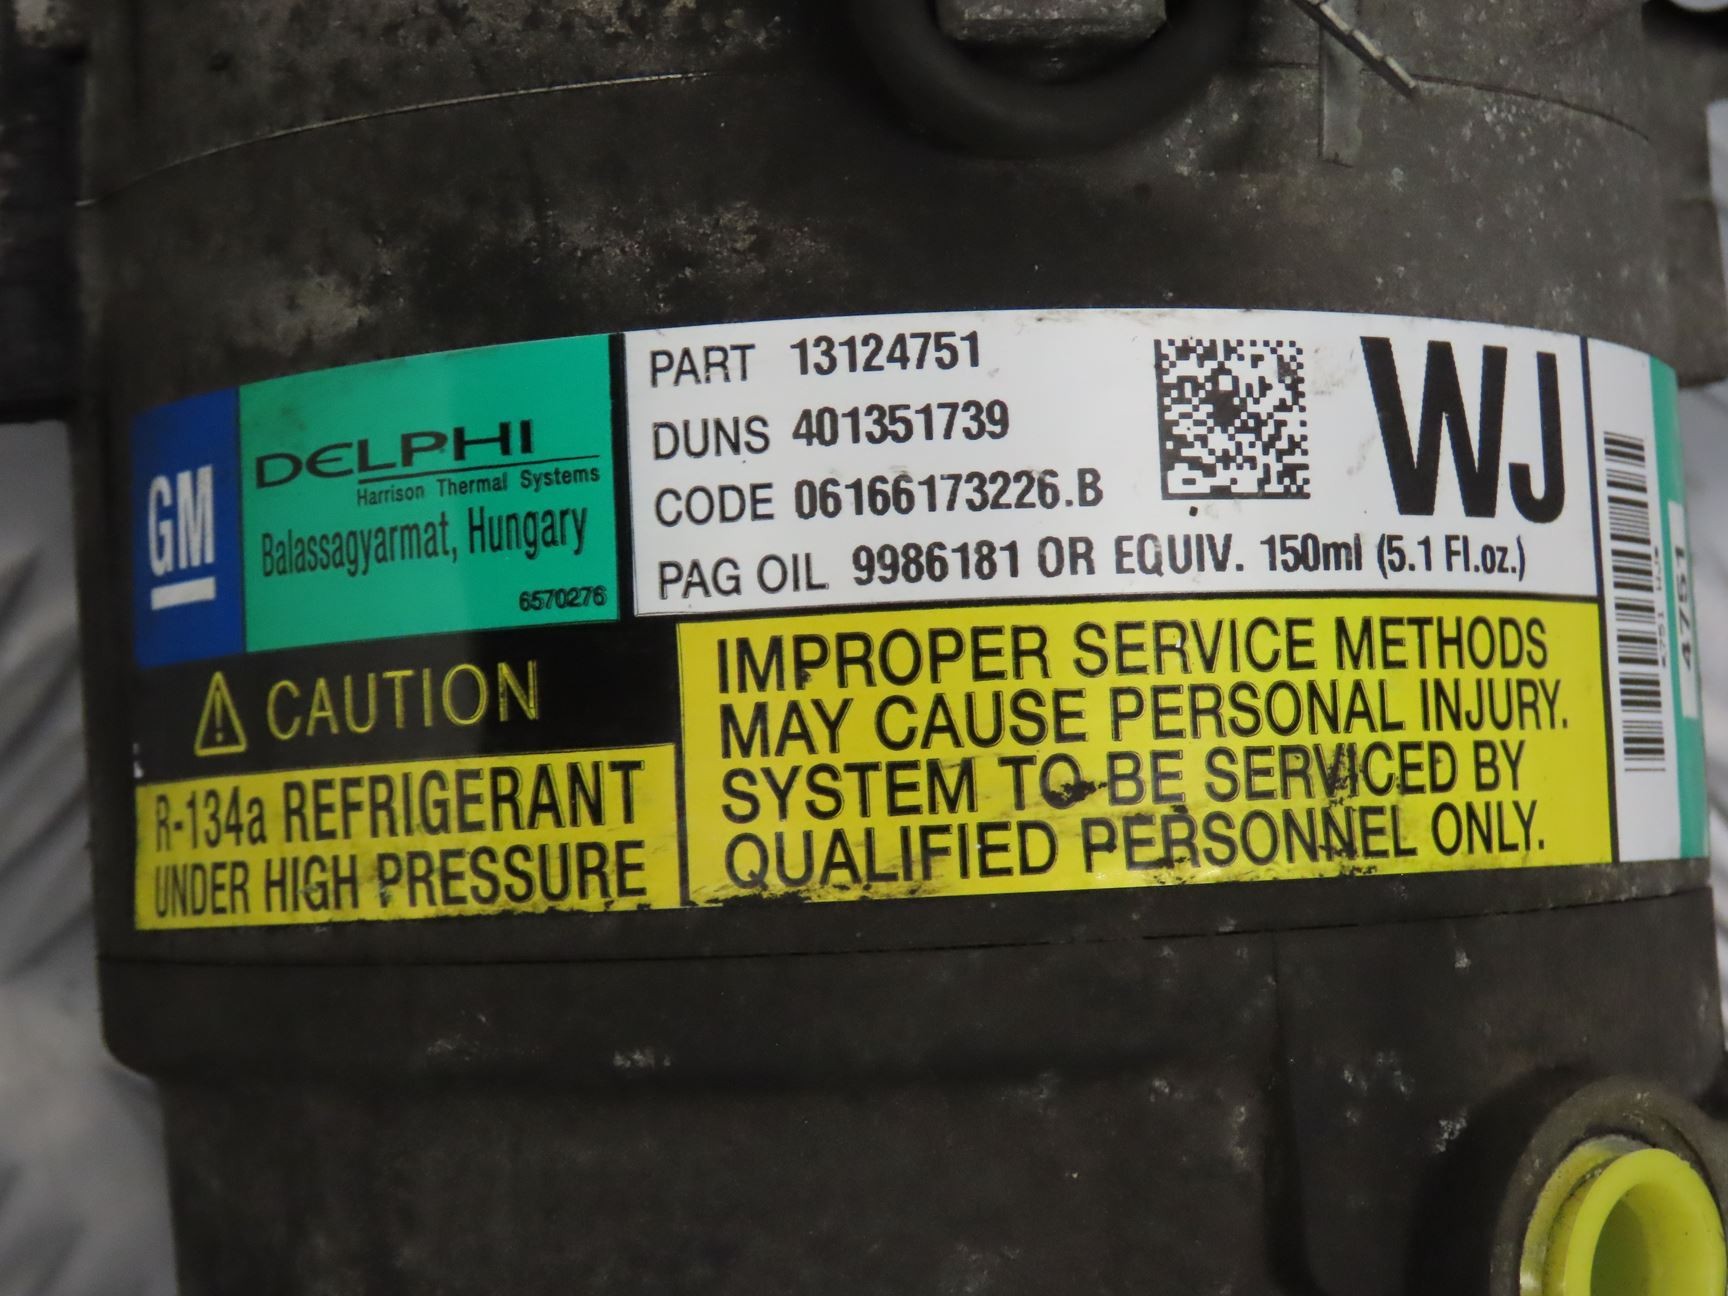 GM
DELPHI
Harrison Thermal Systems
Balassagyarmat, Hungary
6570276
PART 13124751
DUNS 401351739
CODE 06166173226.B
PAG OIL 9986181 OR EQUIV. 150ml (5.1 Fl.oz.)
WJ
CAUTION
R-134a REFRIGERANT
UNDER HIGH PRESSURE
IMPROPER SERVICE METHODS
MAY CAUSE PERSONAL INJURY.
SYSTEM TO BE SERVICED BY
QUALIFIED PERSONNEL ONLY.
4751